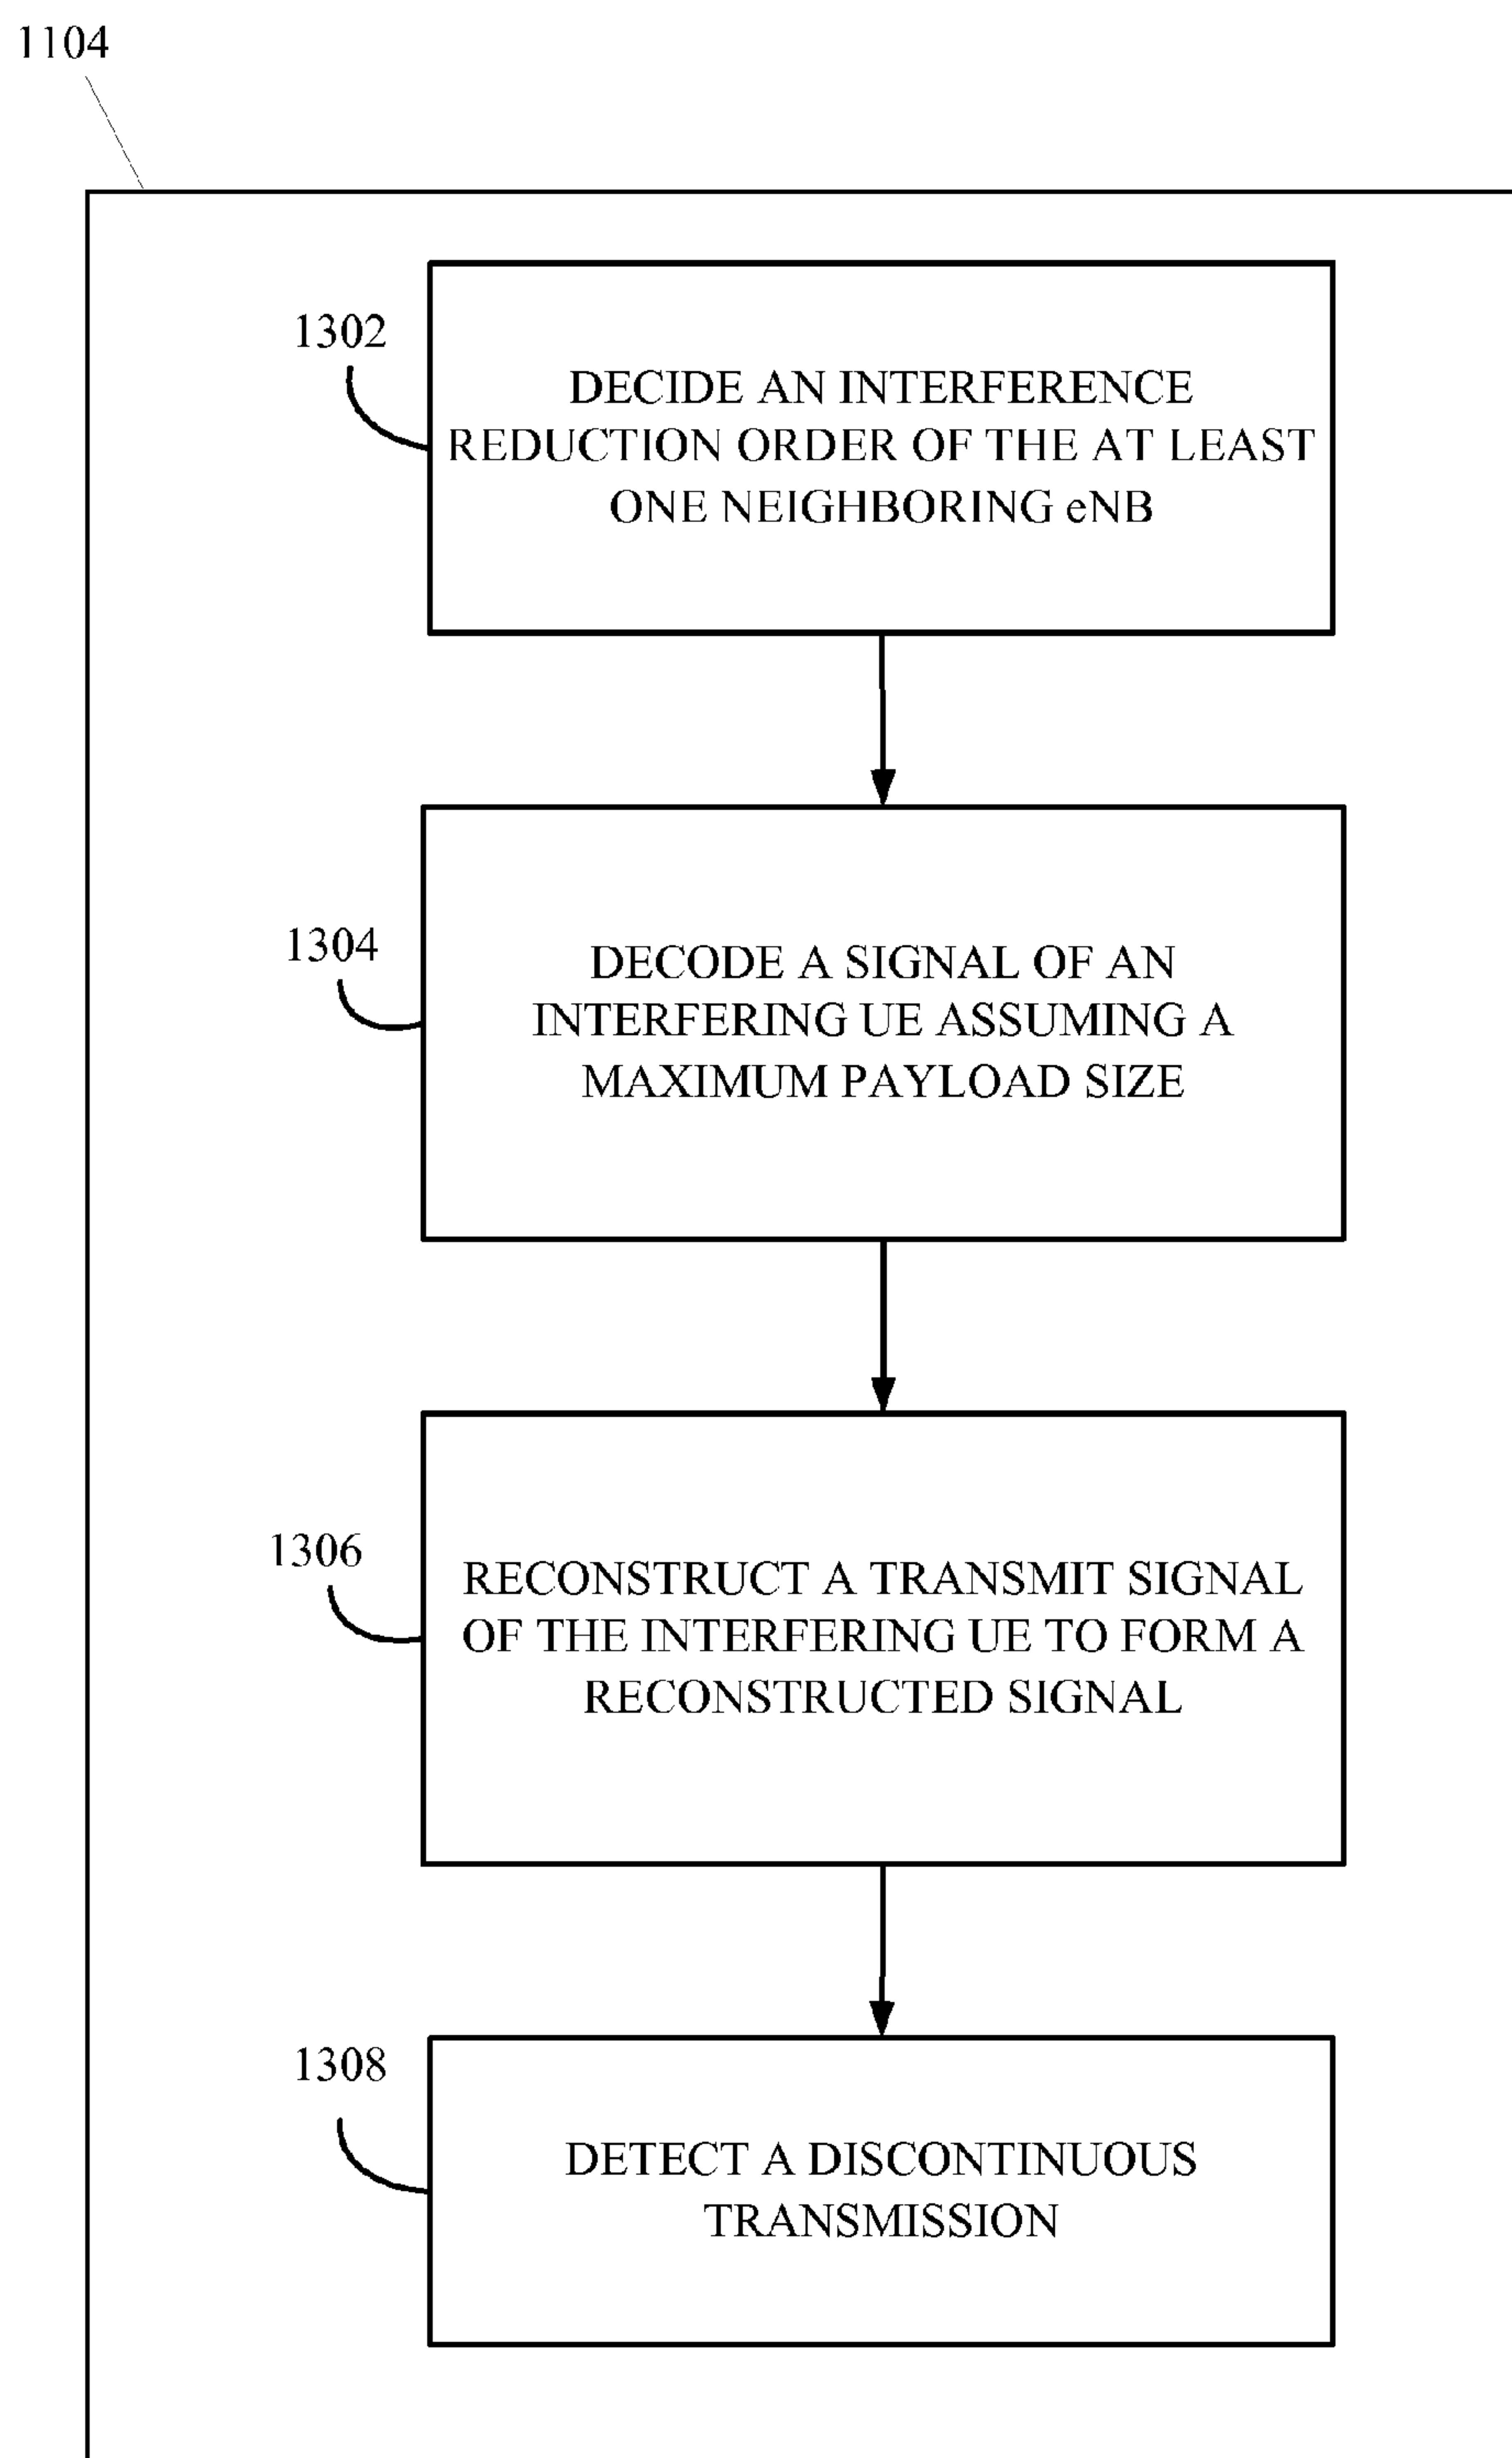 1104
1302
DECIDE AN INTERFERENCE
REDUCTION ORDER OF THE AT LEAST
ONE NEIGHBORING eNB
1304
DECODE A SIGNAL OF AN
INTERFERING UE ASSUMING A
MAXIMUM PAYLOAD SIZE
1306
RECONSTRUCT A TRANSMIT SIGNAL
OF THE INTERFERING UE TO FORM A
RECONSTRUCTED SIGNAL
1308
DETECT A DISCONTINUOUS
TRANSMISSION